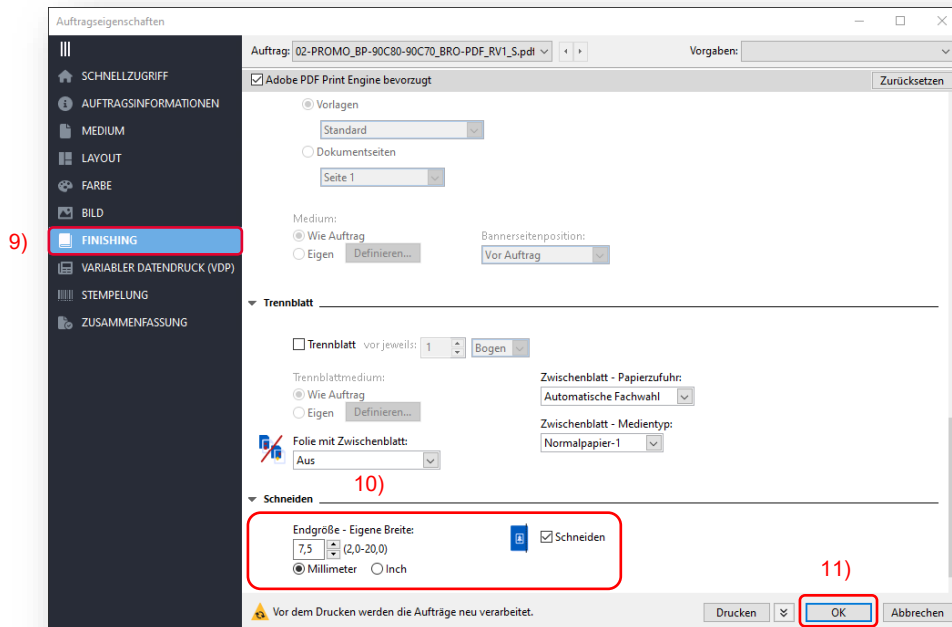 Auftragseigenschaften
Auftrag: 02-PROMO_BP-90C80-90C70_BRO-PDF_RV1_S.pdf Vorgaben:
SCHNELLZUGRIFF
Adobe PDF Print Engine bevorzugt Zurücksetzen
AUFTRAGSINFORMATIONEN
Vorlagen
MEDIUM
Standard
LAYOUT
Dokumentseiten
FARBE
Seite 1
BILD
Medium:
9) FINISHING
Wie Auftrag Bannerseitenposition:
Eigen Definieren... Vor Auftrag
VARIABLER DATENDRUCK (VDP)
STEMPELUNG
Trennblatt
ZUSAMMENFASSUNG
Trennblatt vor jeweils: 1 Bogen
Trennblattmedium: Zwischenblatt - Papierzufuhr:
Wie Auftrag Automatische Fachwahl
Eigen Definieren...
Zwischenblatt - Medientyp:
Folie mit Zwischenblatt: Normalpapier-1
Aus
10)
Schneiden
Endgröße - Eigene Breite:
7,5 (2,0-20,0) Schneiden
Millimeter Inch
11)
Vor dem Drucken werden die Aufträge neu verarbeitet. Drucken OK Abbrechen